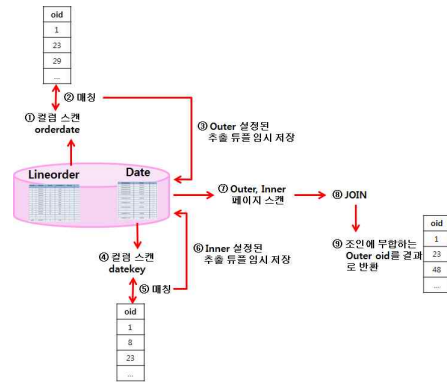 oid
1
23
29
...
② 매칭
① 컬럼 스캔
orderdate
③ Outer 설정된
추출 튜플 임시 저장
Lineorder
Date
⑦ Outer, Inner
페이지 스캔
⑧ JOIN
④ 컬럼 스캔
datekey
⑥ Inner 설정된
추출 튜플 임시 저장
⑤ 매칭
⑨ 조인에 부합하는
Outer oid를 결과
로 반환
oid
1
23
48
...
oid
1
8
23
...